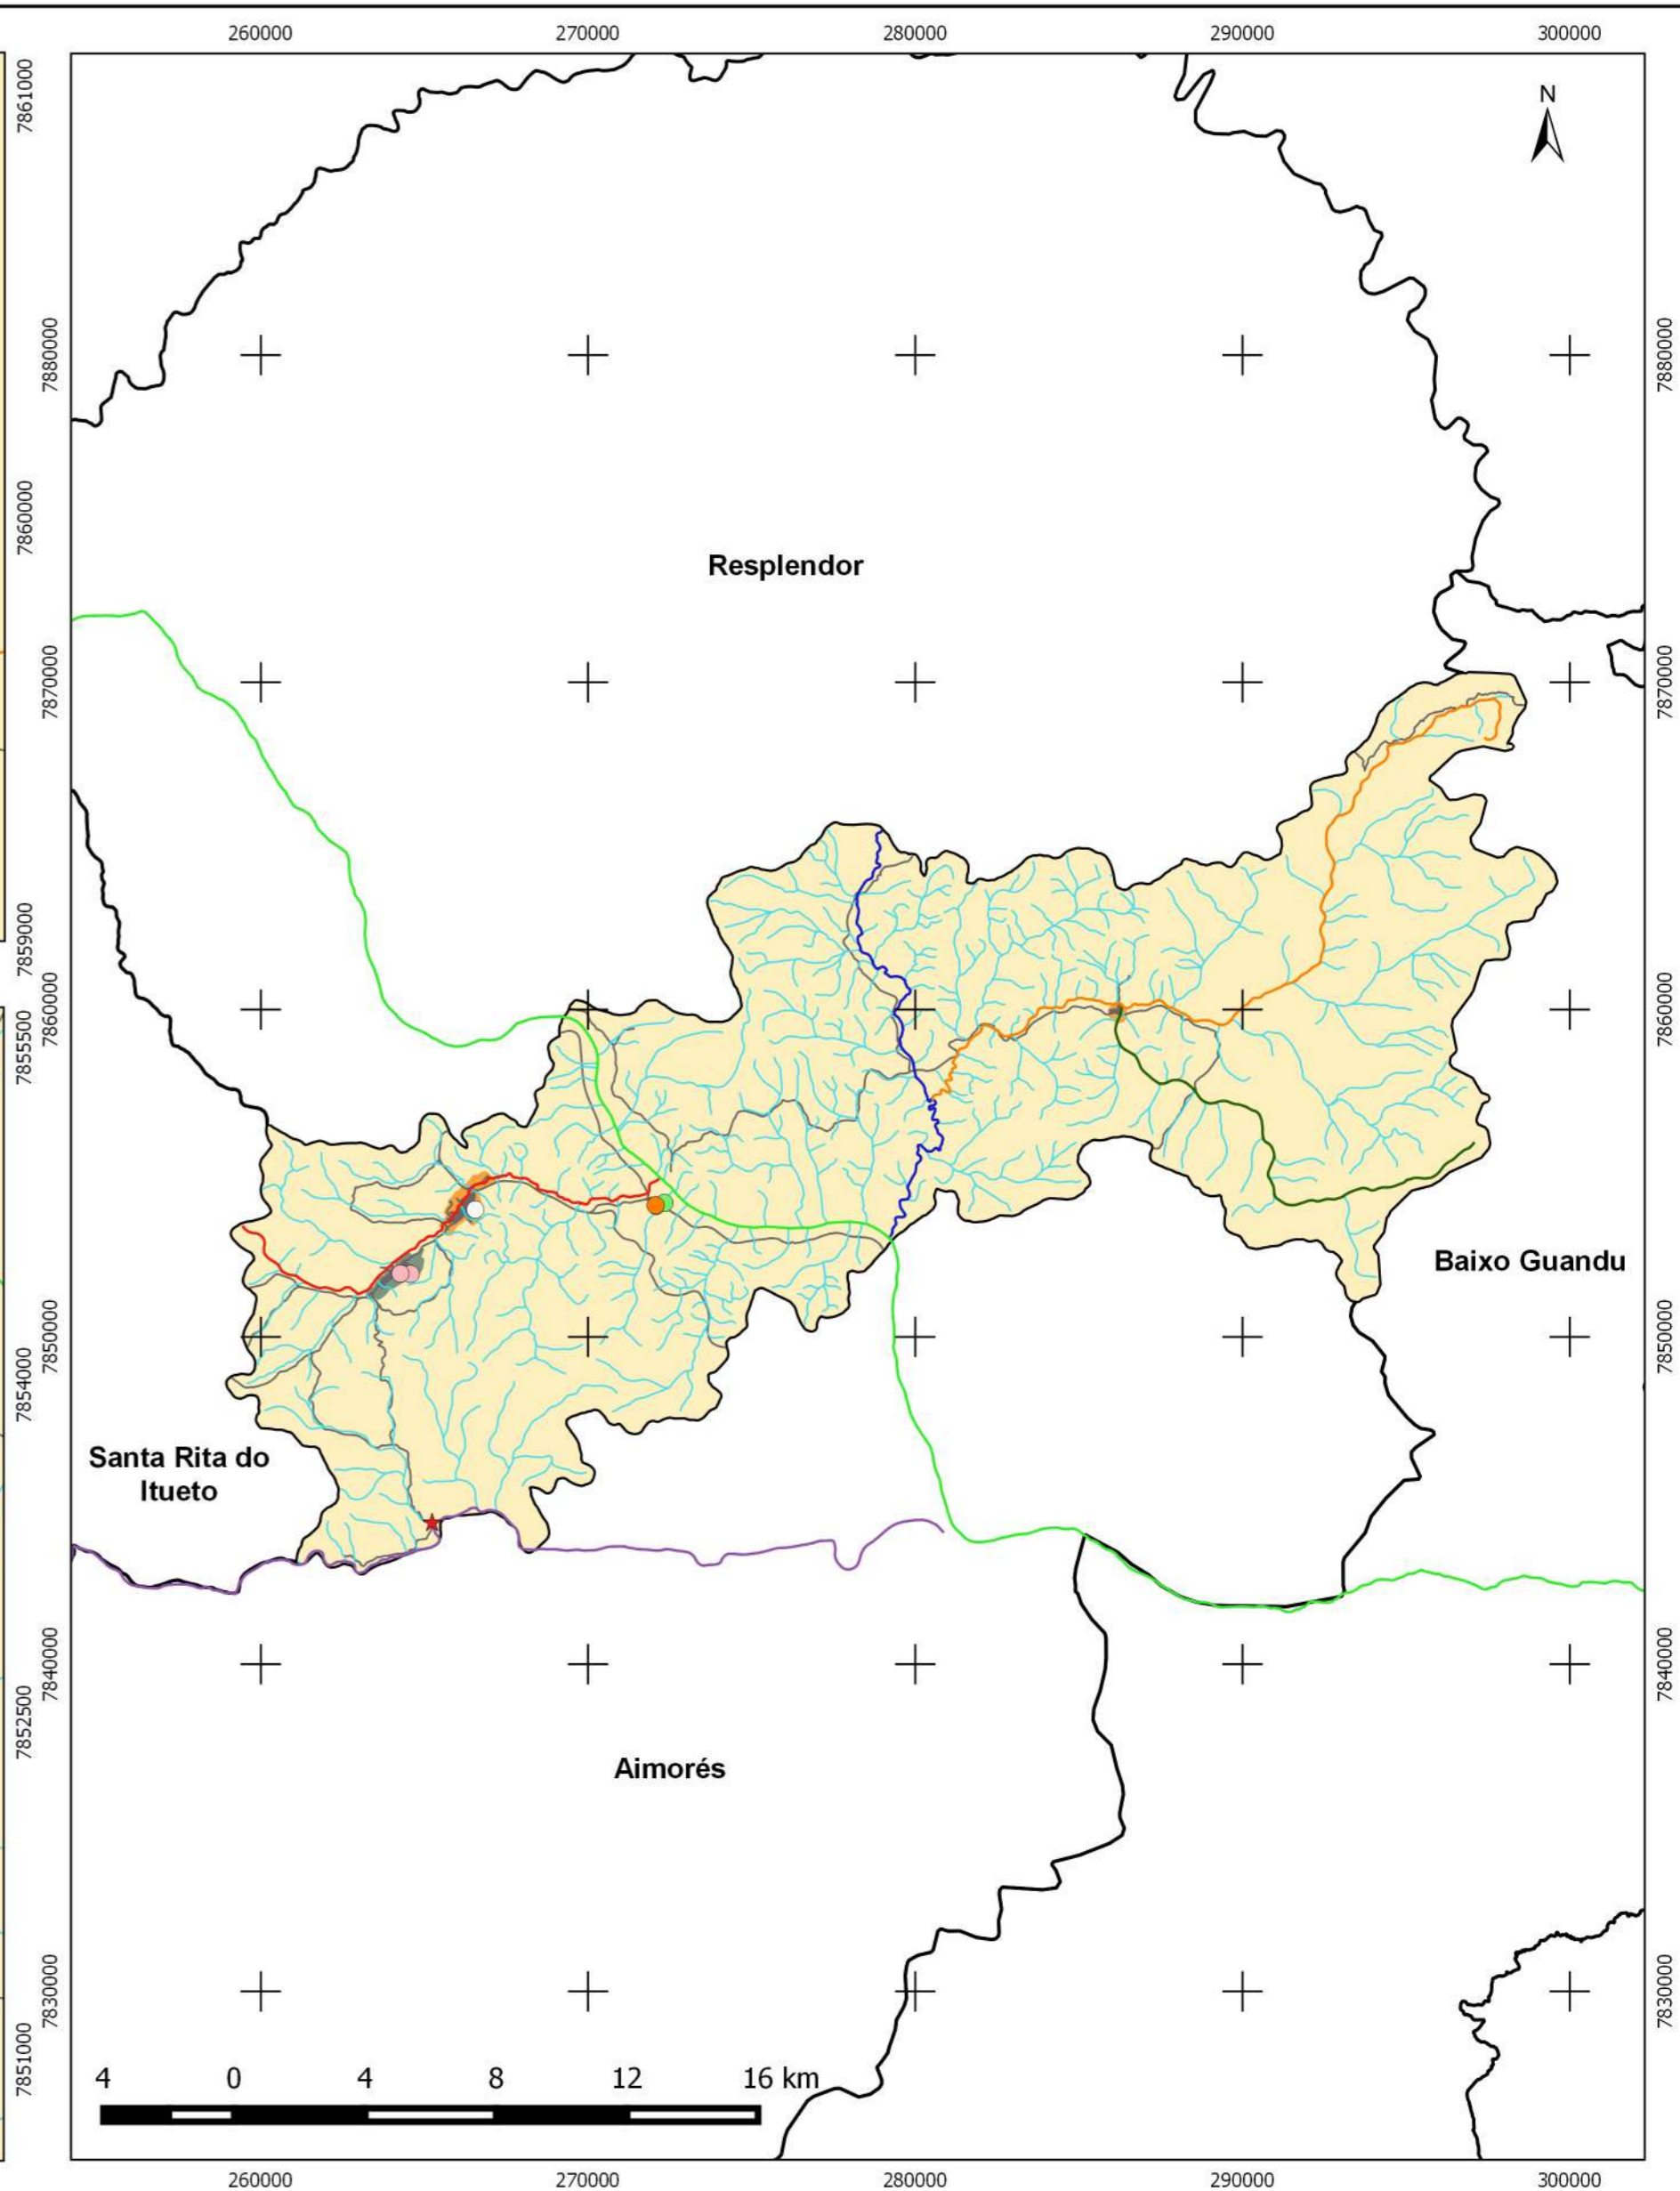 260000 270000 280000 290000 300000
7861000
N
7880000 7880000
7860000
Resplendor
7870000 7870000
7859000
7860000 7860000
7855500
Baixo Guandu
7850000 7850000
7854000
Santa Rita do
Itueto
7840000 7840000
7852500
Aimorés
7830000 7830000
7851000
4 0 4 8 12 16 km
260000 270000 280000 290000 300000